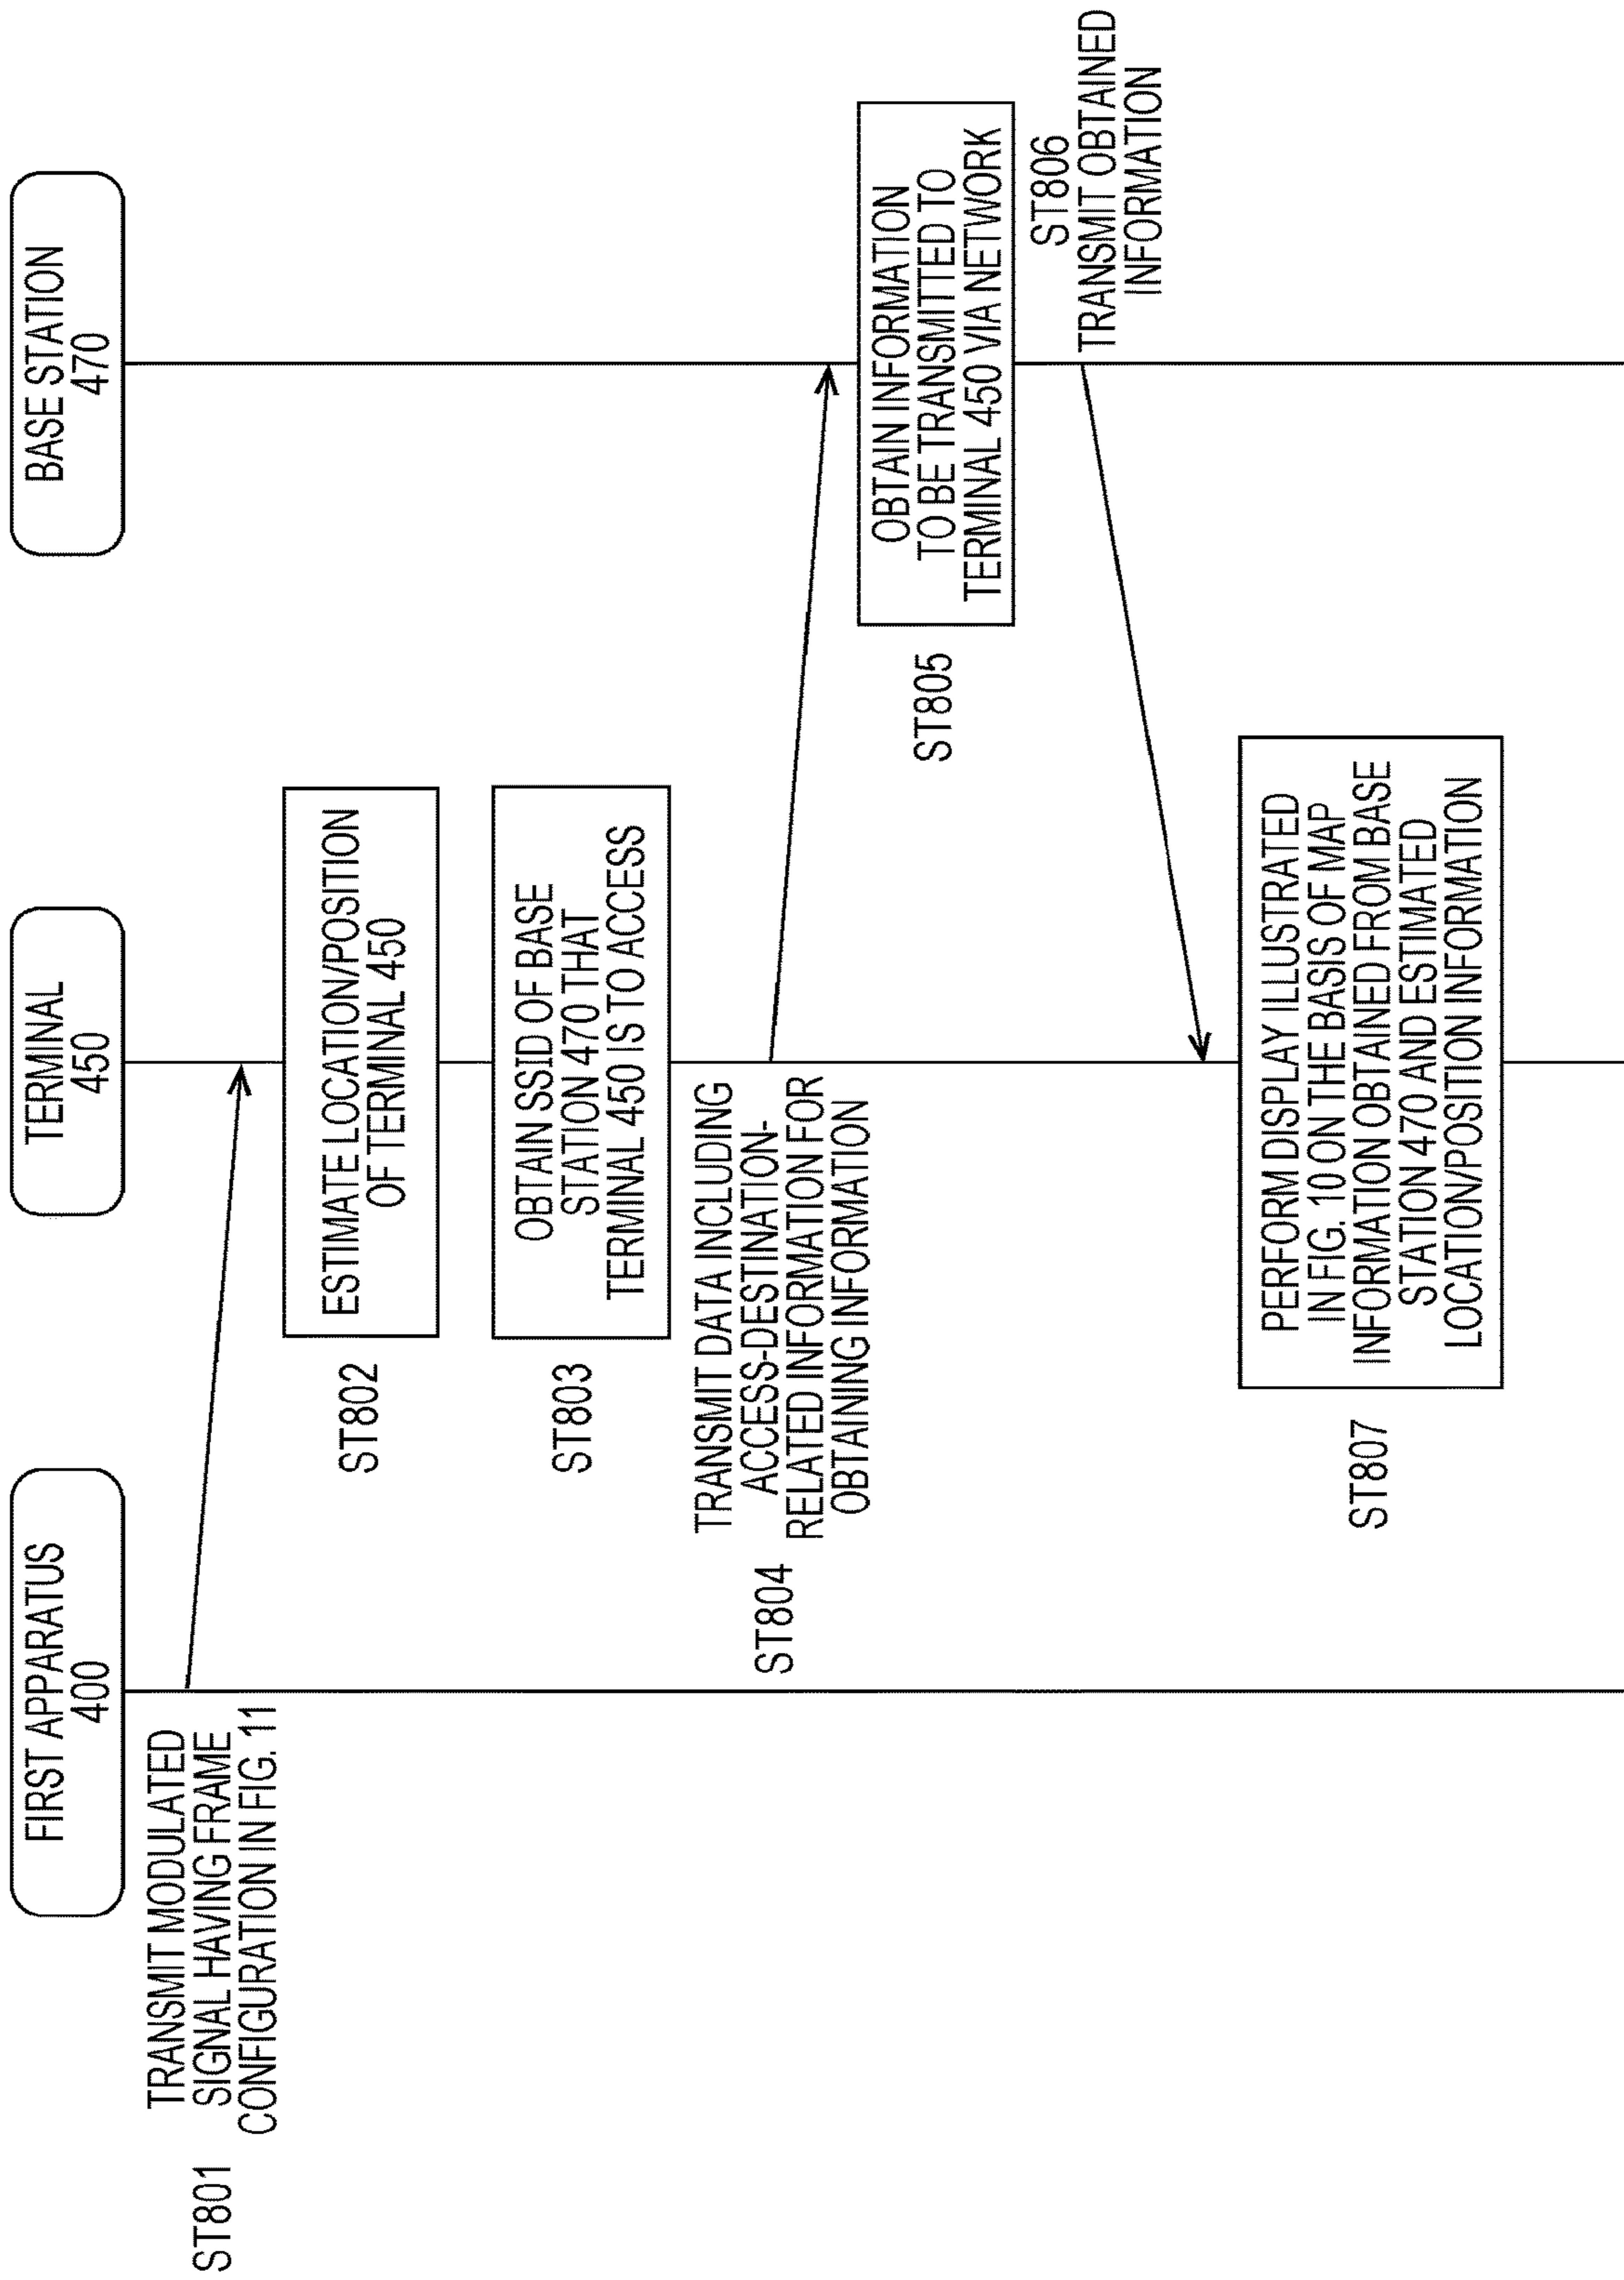 FIRST APPARATUS
400
TERMINAL
450
BASE STATION
470
ST801
TRANSMIT MODULATED
SIGNAL HAVING FRAME
CONFIGURATION IN FIG. 11
ST802
ESTIMATE LOCATION/POSITION
OF TERMINAL 450
ST803
OBTAIN SSID OF BASE
STATION 470 THAT
TERMINAL 450 IS TO ACCESS
ST804
TRANSMIT DATA INCLUDING
ACCESS-DESTINATION-
RELATED INFORMATION FOR
OBTAINING INFORMATION
ST805
OBTAIN INFORMATION
TO BE TRANSMITTED TO
TERMINAL 450 VIA NETWORK
ST806
TRANSMIT OBTAINED
INFORMATION
ST807
PERFORM DISPLAY ILLUSTRATED
IN FIG. 10 ON THE BASIS OF MAP
INFORMATION OBTAINED FROM BASE
STATION 470 AND ESTIMATED
LOCATION/POSITION INFORMATION